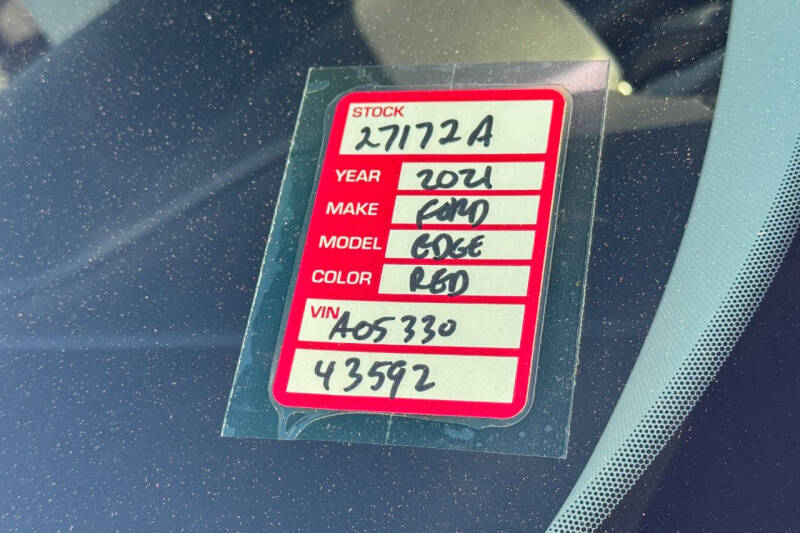 STOCK
27172A
YEAR 2021
MAKE FORD
MODEL EDGE
COLOR RED
VIN A05330
43592